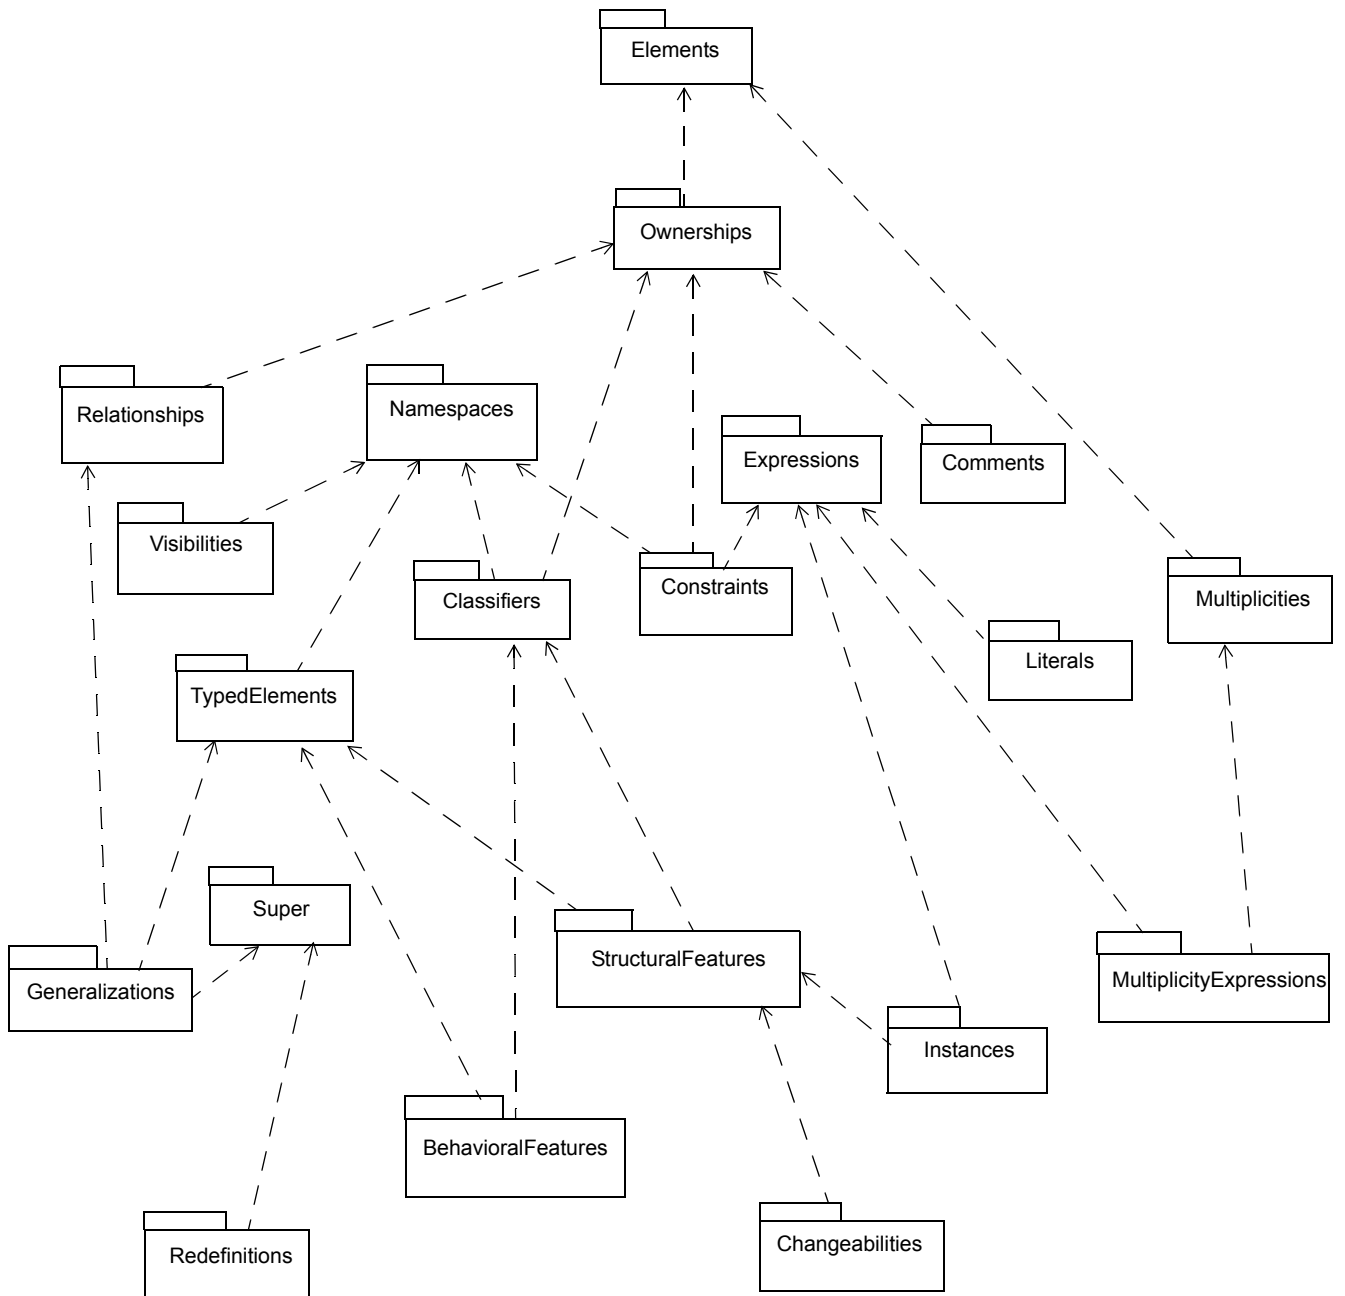 Elements
Ownerships
Relationships
Namespaces
Expressions
Comments
Visibilities
Classifiers
Constraints
Multiplicities
Literals
TypedElements
Super
StructuralFeatures
MultiplicityExpressions
Generalizations
Instances
BehavioralFeatures
Changeabilities
Redefinitions